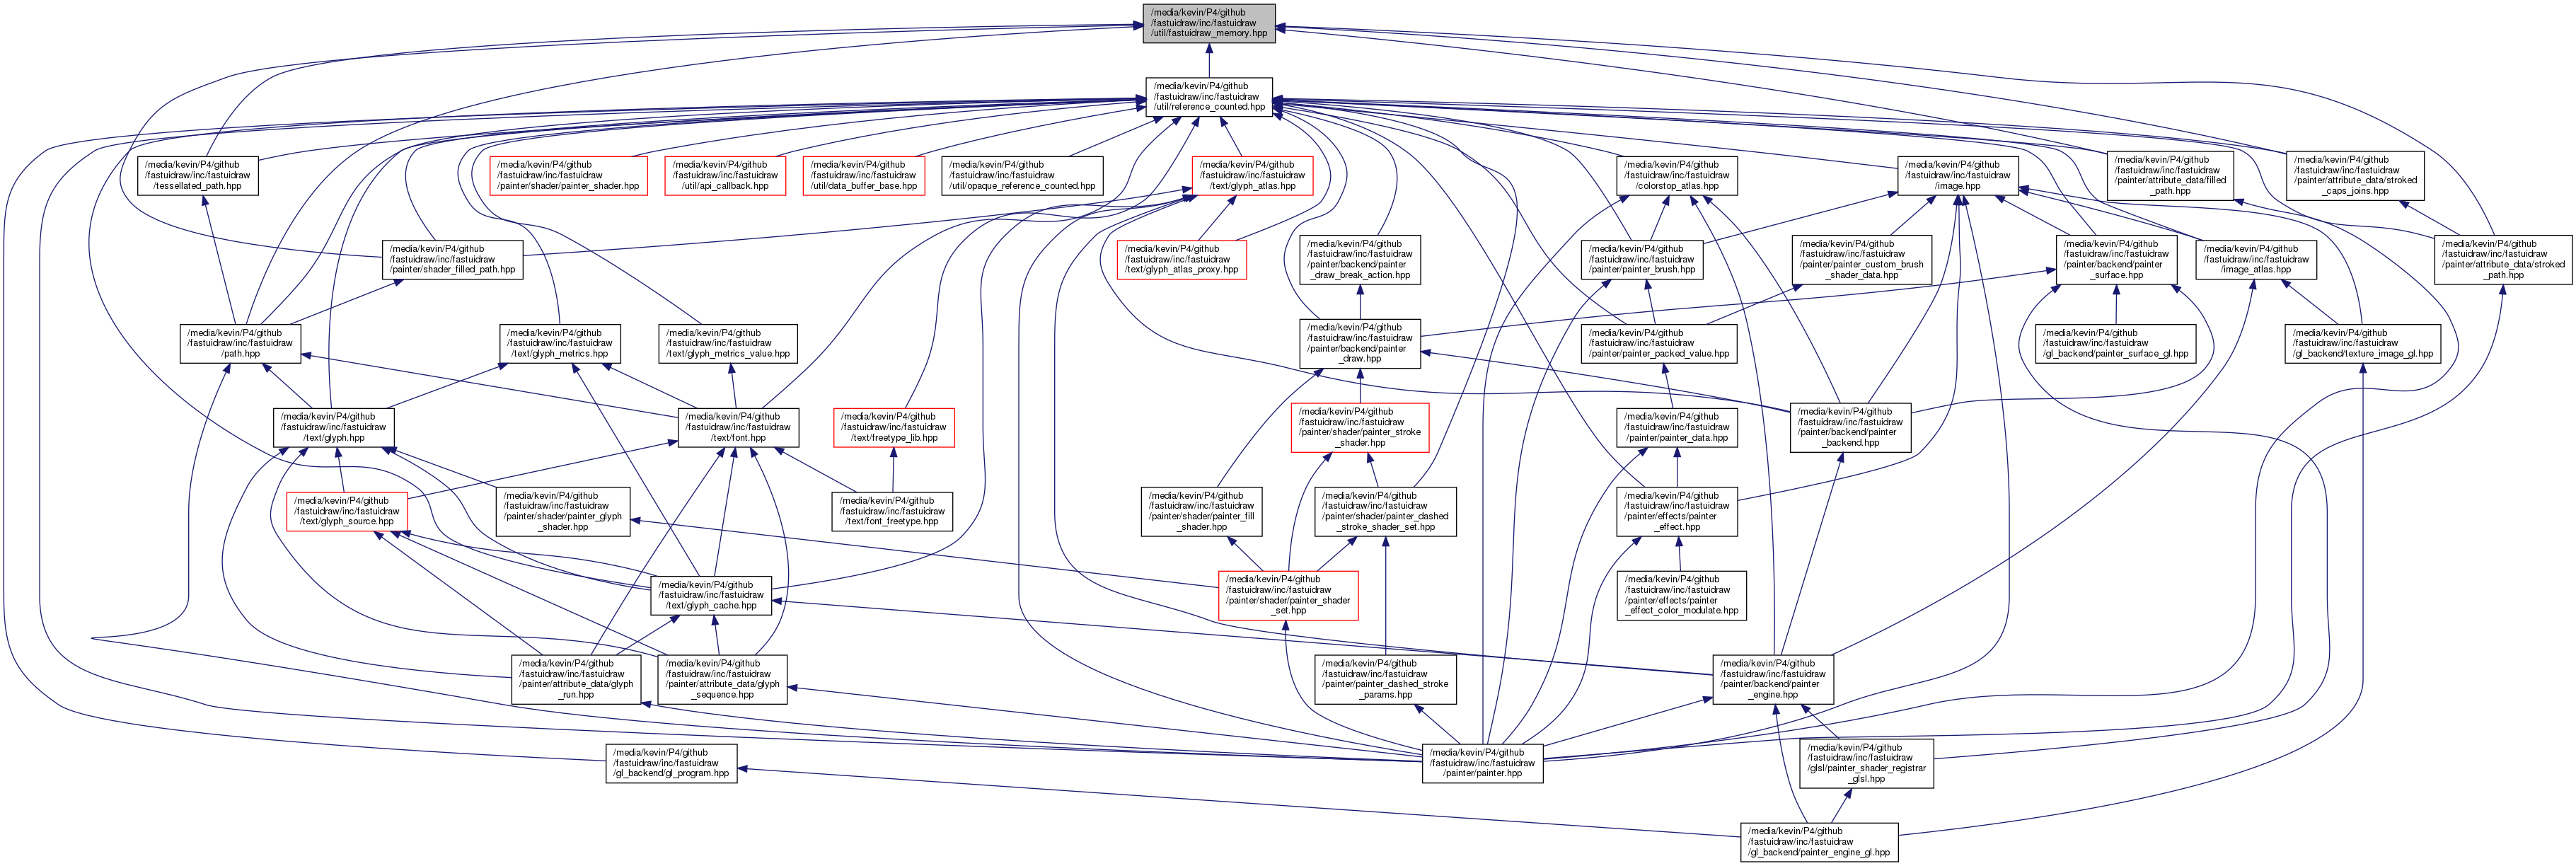 /media/kevin/P4/github
/fastuidraw/inc/fastuidraw
/util/fastuidraw_memory.hpp
/media/kevin/P4/github
/fastuidraw/inc/fastuidraw
/util/reference_counted.hpp
/media/kevin/P4/github
/fastuidraw/inc/fastuidraw
/tessellated_path.hpp
/media/kevin/P4/github
/fastuidraw/inc/fastuidraw
/painter/shader/painter_shader.hpp
/media/kevin/P4/github
/fastuidraw/inc/fastuidraw
/util/api_callback.hpp
/media/kevin/P4/github
/fastuidraw/inc/fastuidraw
/util/data_buffer_base.hpp
/media/kevin/P4/github
/fastuidraw/inc/fastuidraw
/util/opaque_reference_counted.hpp
/media/kevin/P4/github
/fastuidraw/inc/fastuidraw
/text/glyph_atlas.hpp
/media/kevin/P4/github
/fastuidraw/inc/fastuidraw
/colorstop_atlas.hpp
/media/kevin/P4/github
/fastuidraw/inc/fastuidraw
/image.hpp
/media/kevin/P4/github
/fastuidraw/inc/fastuidraw
/painter/attribute_data/filled
_path.hpp
/media/kevin/P4/github
/fastuidraw/inc/fastuidraw
/painter/attribute_data/stroked
_caps_joins.hpp
/media/kevin/P4/github
/fastuidraw/inc/fastuidraw
/painter/shader_filled_path.hpp
/media/kevin/P4/github
/fastuidraw/inc/fastuidraw
/text/glyph_atlas_proxy.hpp
/media/kevin/P4/github
/fastuidraw/inc/fastuidraw
/painter/backend/painter
_draw_break_action.hpp
/media/kevin/P4/github
/fastuidraw/inc/fastuidraw
/painter/painter_brush.hpp
/media/kevin/P4/github
/fastuidraw/inc/fastuidraw
/painter/painter_custom_brush
_shader_data.hpp
/media/kevin/P4/github
/fastuidraw/inc/fastuidraw
/painter/backend/painter
_surface.hpp
/media/kevin/P4/github
/fastuidraw/inc/fastuidraw
/image_atlas.hpp
/media/kevin/P4/github
/fastuidraw/inc/fastuidraw
/painter/attribute_data/stroked
_path.hpp
/media/kevin/P4/github
/fastuidraw/inc/fastuidraw
/path.hpp
/media/kevin/P4/github
/fastuidraw/inc/fastuidraw
/text/glyph_metrics.hpp
/media/kevin/P4/github
/fastuidraw/inc/fastuidraw
/text/glyph_metrics_value.hpp
/media/kevin/P4/github
/fastuidraw/inc/fastuidraw
/painter/backend/painter
_draw.hpp
/media/kevin/P4/github
/fastuidraw/inc/fastuidraw
/painter/painter_packed_value.hpp
/media/kevin/P4/github
/fastuidraw/inc/fastuidraw
/gl_backend/painter_surface_gl.hpp
/media/kevin/P4/github
/fastuidraw/inc/fastuidraw
/gl_backend/texture_image_gl.hpp
/media/kevin/P4/github
/fastuidraw/inc/fastuidraw
/text/glyph.hpp
/media/kevin/P4/github
/fastuidraw/inc/fastuidraw
/text/font.hpp
/media/kevin/P4/github
/fastuidraw/inc/fastuidraw
/text/freetype_lib.hpp
/media/kevin/P4/github
/fastuidraw/inc/fastuidraw
/painter/shader/painter_stroke
_shader.hpp
/media/kevin/P4/github
/fastuidraw/inc/fastuidraw
/painter/painter_data.hpp
/media/kevin/P4/github
/fastuidraw/inc/fastuidraw
/painter/backend/painter
_backend.hpp
/media/kevin/P4/github
/fastuidraw/inc/fastuidraw
/text/glyph_source.hpp
/media/kevin/P4/github
/fastuidraw/inc/fastuidraw
/painter/shader/painter_glyph
_shader.hpp
/media/kevin/P4/github
/fastuidraw/inc/fastuidraw
/text/font_freetype.hpp
/media/kevin/P4/github
/fastuidraw/inc/fastuidraw
/painter/shader/painter_fill
_shader.hpp
/media/kevin/P4/github
/fastuidraw/inc/fastuidraw
/painter/shader/painter_dashed
_stroke_shader_set.hpp
/media/kevin/P4/github
/fastuidraw/inc/fastuidraw
/painter/effects/painter
_effect.hpp
/media/kevin/P4/github
/fastuidraw/inc/fastuidraw
/text/glyph_cache.hpp
/media/kevin/P4/github
/fastuidraw/inc/fastuidraw
/painter/shader/painter_shader
_set.hpp
/media/kevin/P4/github
/fastuidraw/inc/fastuidraw
/painter/effects/painter
_effect_color_modulate.hpp
/media/kevin/P4/github
/fastuidraw/inc/fastuidraw
/painter/attribute_data/glyph
_run.hpp
/media/kevin/P4/github
/fastuidraw/inc/fastuidraw
/painter/attribute_data/glyph
_sequence.hpp
/media/kevin/P4/github
/fastuidraw/inc/fastuidraw
/painter/painter_dashed_stroke
_params.hpp
/media/kevin/P4/github
/fastuidraw/inc/fastuidraw
/painter/backend/painter
_engine.hpp
/media/kevin/P4/github
/fastuidraw/inc/fastuidraw
/gl_backend/gl_program.hpp
/media/kevin/P4/github
/fastuidraw/inc/fastuidraw
/painter/painter.hpp
/media/kevin/P4/github
/fastuidraw/inc/fastuidraw
/glsl/painter_shader_registrar
_glsl.hpp
/media/kevin/P4/github
/fastuidraw/inc/fastuidraw
/gl_backend/painter_engine_gl.hpp